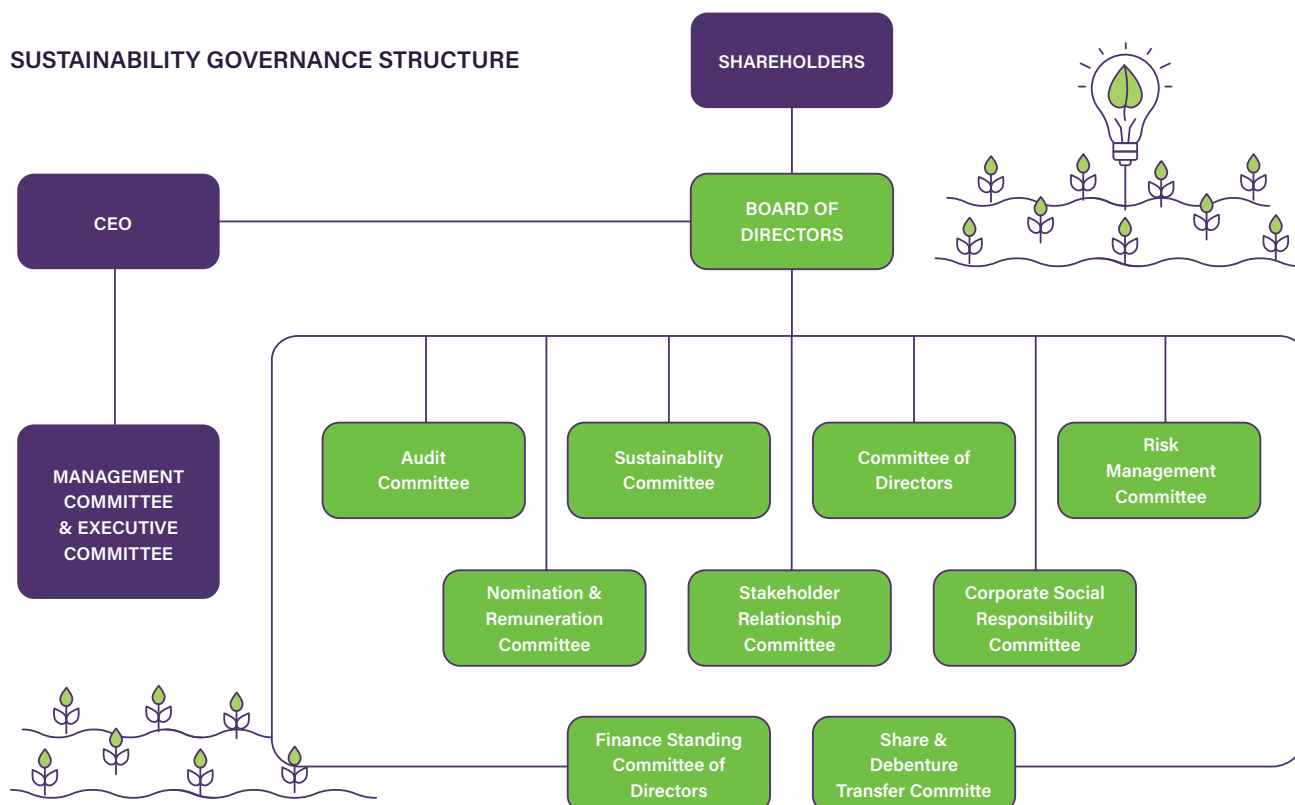 SUSTAINABILITY GOVERNANCE STRUCTURE
SHAREHOLDERS
CEO
BOARD OF
DIRECTORS
MANAGEMENT
COMMITTEE
& EXECUTIVE
COMMITTEE
Audit
Committee
Sustainablity
Committee
Committee of
Directors
Risk
Management
Committee
Nomination &
Remuneration
Committee
Stakeholder
Relationship
Committee
Corporate Social
Responsibility
Committee
Finance Standing
Committee of
Directors
Share &
Debenture
Transfer Committe